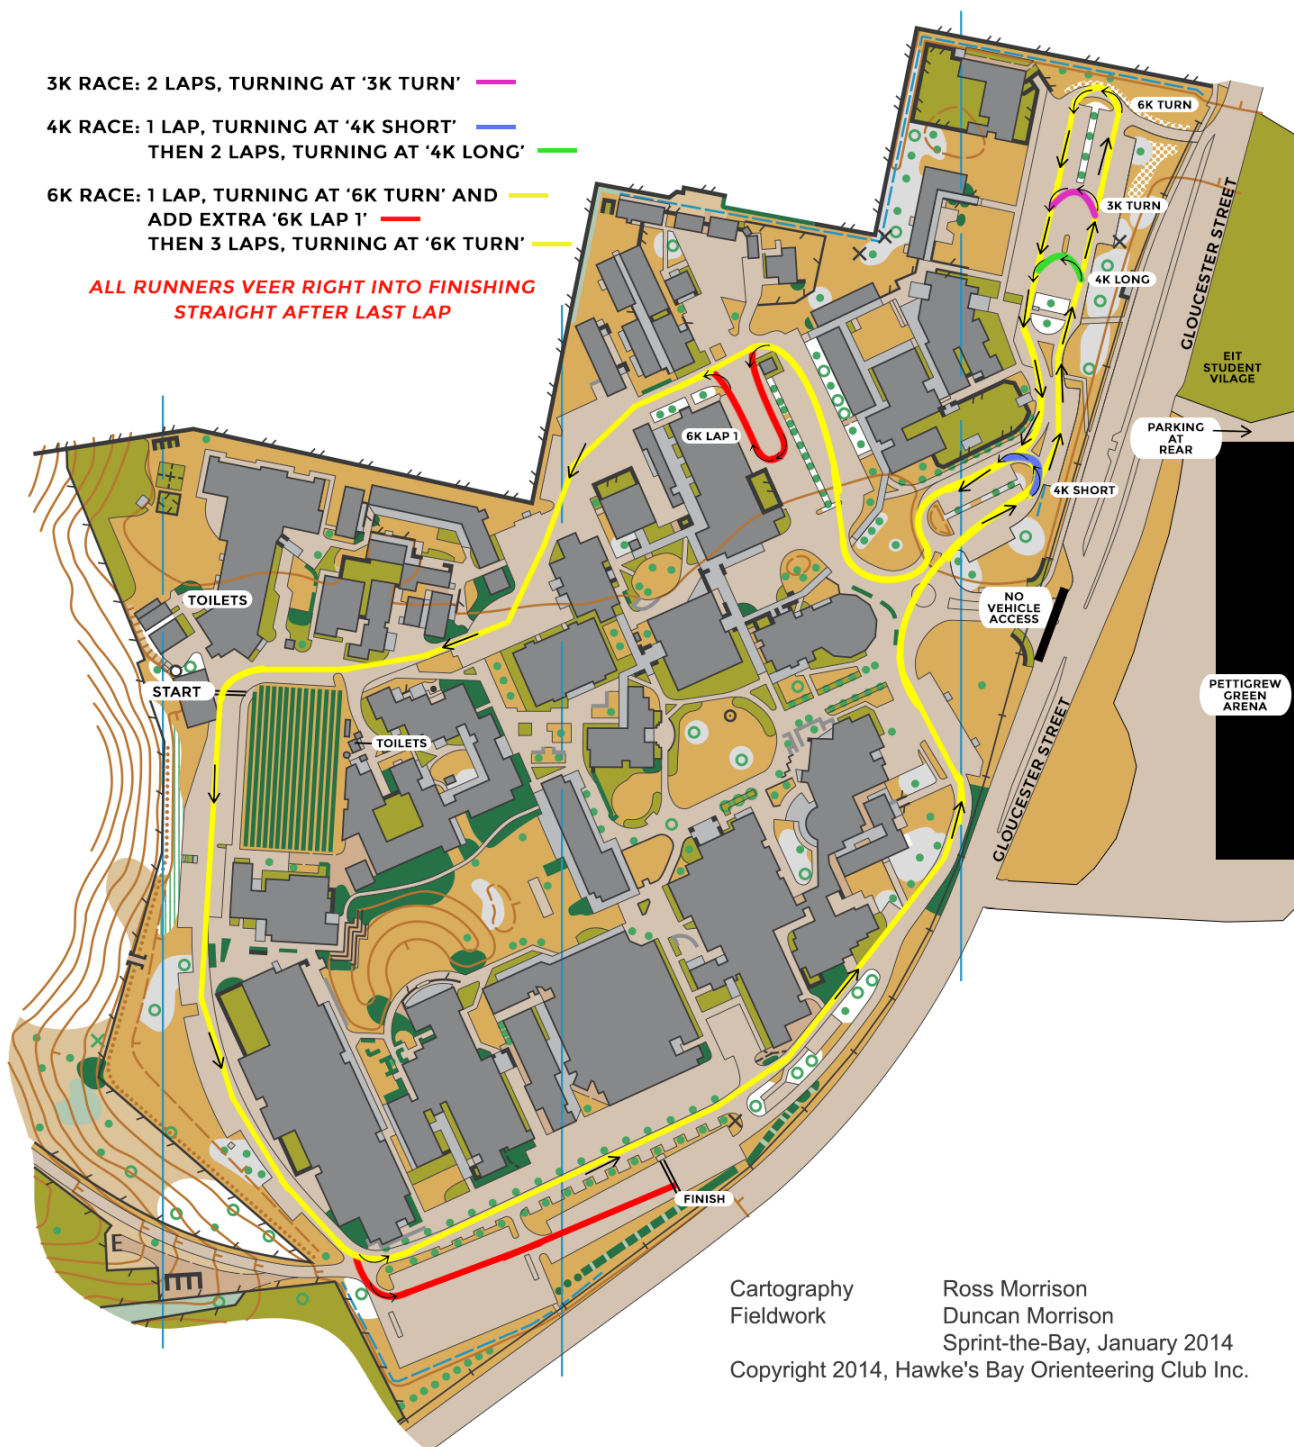 3K RACE: 2 LAPS, TURNING AT ‘3K TURN’
4K RACE: 1 LAP, TURNING AT ‘4K SHORT’
THEN 2 LAPS, TURNING AT ‘4K LONG’
6K RACE: 1 LAP, TURNING AT ‘6K TURN’ AND
ADD EXTRA ‘6K LAP 1’
THEN 3 LAPS, TURNING AT ‘6K TURN’
ALL RUNNERS VEER RIGHT INTO FINISHING
STRAIGHT AFTER LAST LAP
6K TURN
3K TURN
4K LONG
GLOUCESTER STREET
EIT
STUDENT
VILAGE
PARKING
AT
REAR
6K LAP 1
4K SHORT
NO
VEHICLE
ACCESS
TOILETS
START
TOILETS
PETTIGREW
GREEN
ARENA
GLOUCESTER STREET
FINISH
Cartography Ross Morrison
Fieldwork Duncan Morrison
Sprint-the-Bay, January 2014
Copyright 2014, Hawke's Bay Orienteering Club Inc.